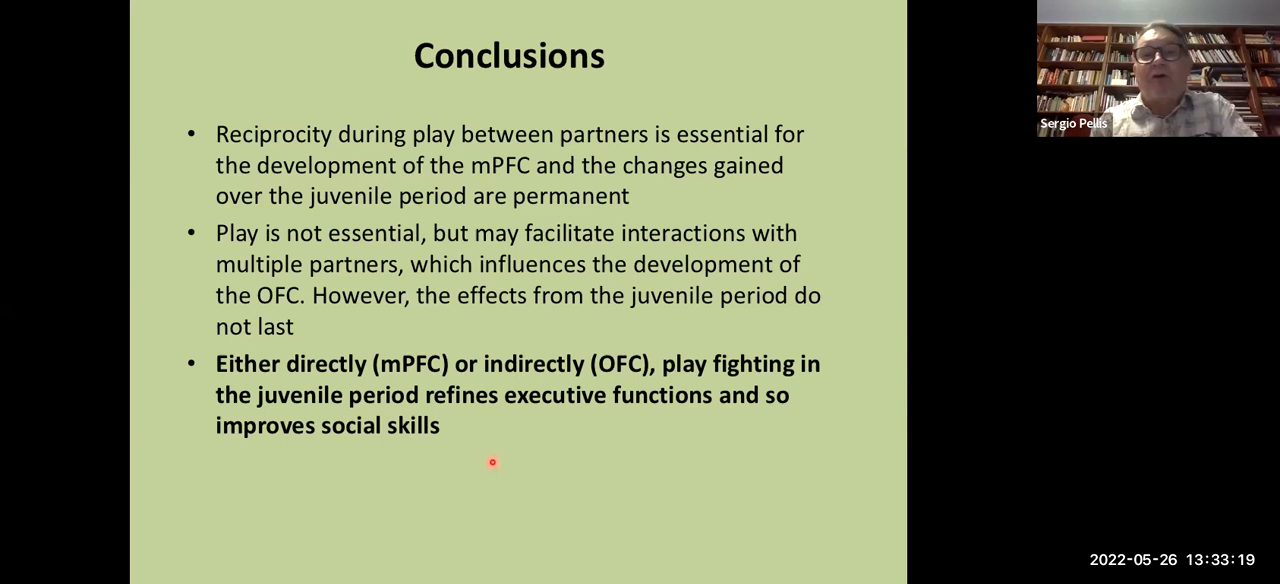 Conclusions
• Reciprocity during play between partners is essential for
the development of the mPFC and the changes gained
over the juvenile period are permanent
• Play is not essential, but may facilitate interactions with
multiple partners, which influences the development of
the OFC. However, the effects from the juvenile period do
not last
• Either directly (mPFC) or indirectly (OFC), play fighting in
the juvenile period refines executive functions and so
improves social skills
Sergio Pellis
2022-05-26 13:33:19